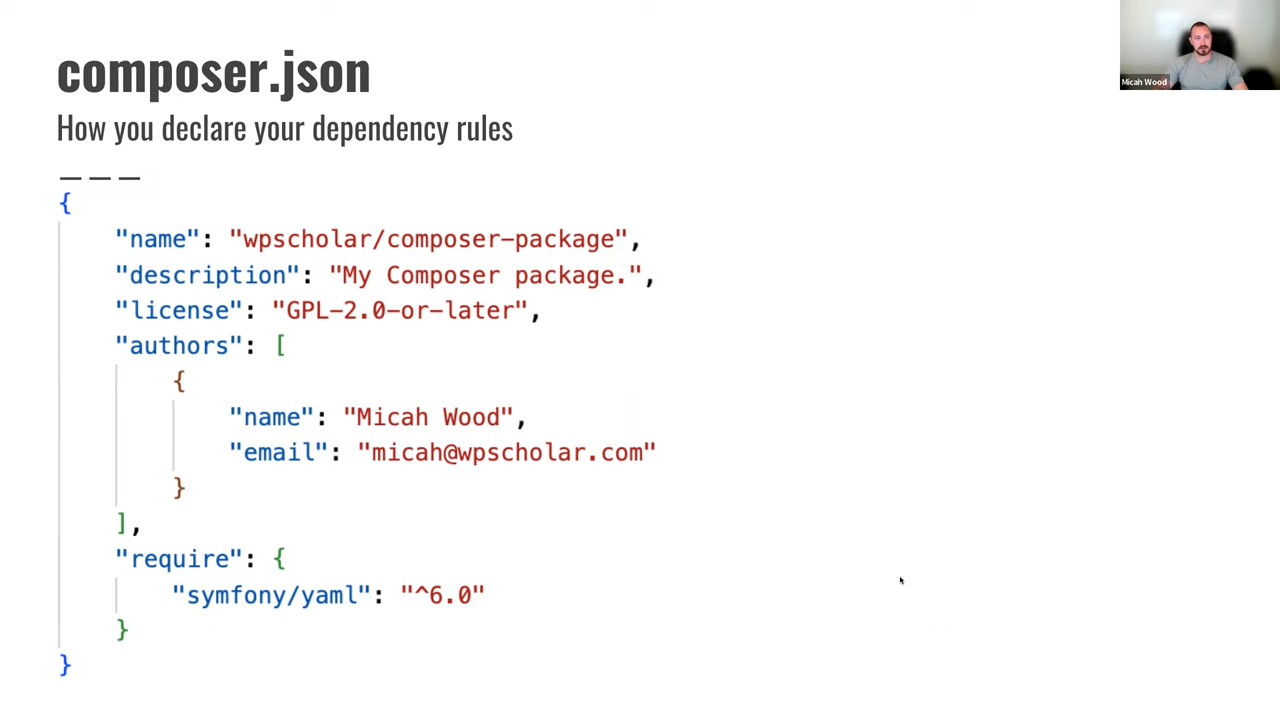 composer.json
How you declare your dependency rules
{
"name": "wpscholar/composer-package",
"description": "My Composer package.",
"license": "GPL-2.0-or-later",
"authors": [
{
"name": "Micah Wood",
"email": "micah@wpscholar.com"
}
],
"require": {
"symfony/yaml": "^6.0"
}
}
Micah Wood